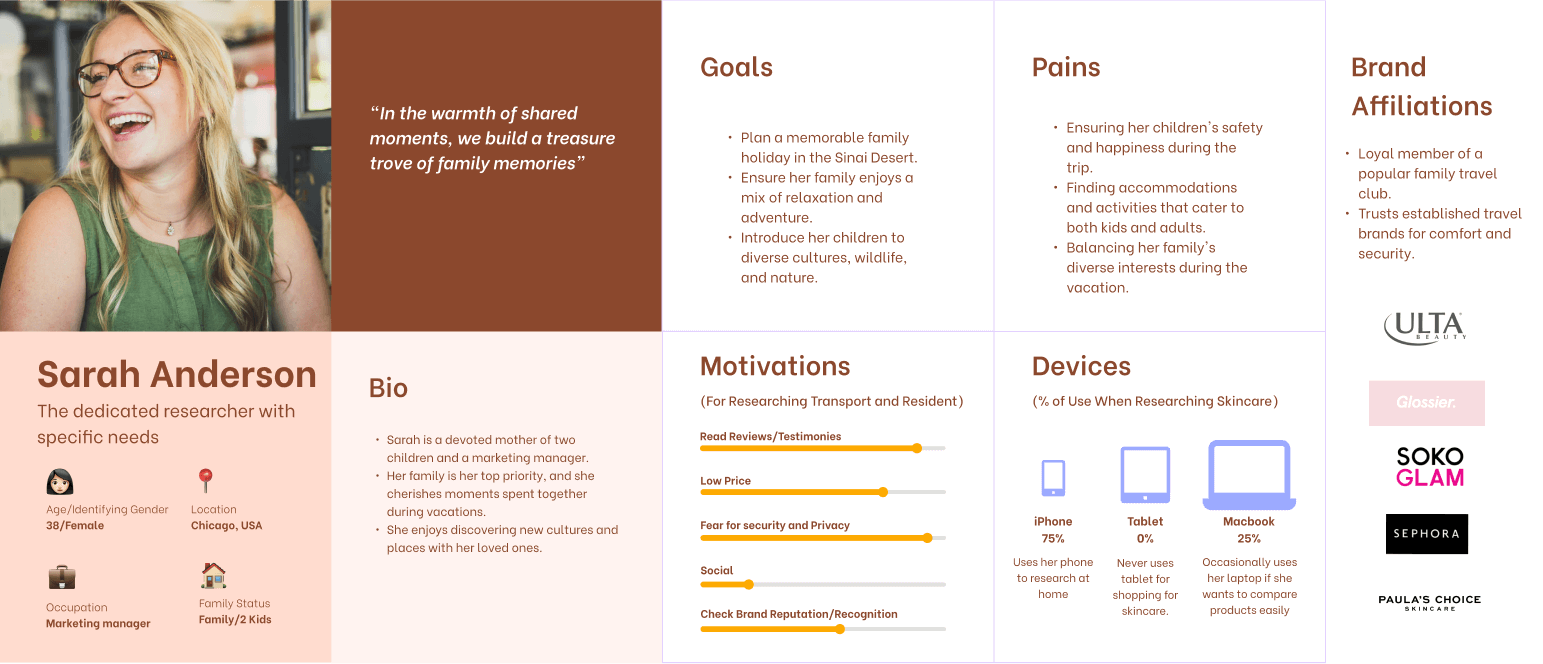 “In the warmth of shared
moments, we build a treasure
trove of family memories”
Goals
• Plan a memorable family
holiday in the Sinai Desert.
• Ensure her family enjoys a
mix of relaxation and
adventure.
• Introduce her children to
diverse cultures, wildlife,
and nature.
Pains
• Ensuring her children's safety
and happiness during the
trip.
• Finding accommodations
and activities that cater to
both kids and adults.
• Balancing her family's
diverse interests during the
vacation.
Brand
Affiliations
• Loyal member of a
popular family travel
club.
• Trusts established travel
brands for comfort and
security.
ULTA
BEAUTY
Glossier.
SOKO
GLAM
SEPHORA
PAULA'S CHOICE
SKINCARE
Sarah Anderson
The dedicated researcher with
specific needs
Age/Identifying Gender
38/Female
Location
Chicago, USA
Occupation
Marketing manager
Family Status
Family/2 Kids
Bio
• Sarah is a devoted mother of two
children and a marketing manager.
• Her family is her top priority, and she
cherishes moments spent together
during vacations.
• She enjoys discovering new cultures and
places with her loved ones.
Motivations
(For Researching Transport and Resident)
Read Reviews/Testimonies
Low Price
Fear for security and Privacy
Social
Check Brand Reputation/Recognition
Devices
(% of Use When Researching Skincare)
iPhone
75%
Uses her phone
to research at
home
Tablet
0%
Never uses
tablet for
shopping for
skincare.
Macbook
25%
Occasionally uses
her laptop if she
wants to compare
products easily